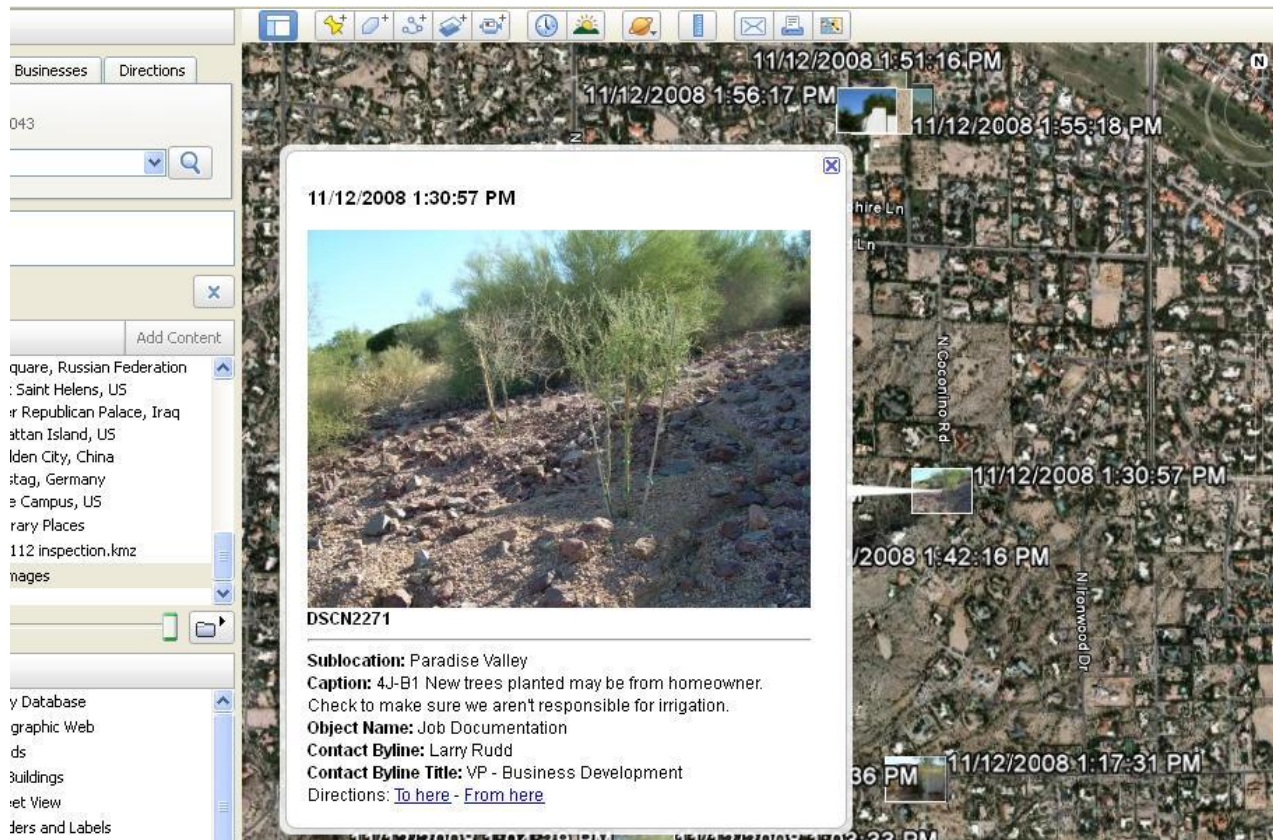 Businesses
Directions
043
Add Content
quare, Russian Federation
Saint Helens, US
er Republican Palace, Iraq
attan Island, US
dden City, China
stag, Germany
e Campus, US
rary Places
112 inspection.kmz
mages
y Database
graphic Web
ds
Buildings
eet View
ders and Labels
11/12/2008 1:51:16 PM
11/12/2008 1:56:17 PM
11/12/2008 1:55:18 PM
N
N
hire Ln
Ln
N Coconino Rd
11/12/2008 1:30:57 PM
/2008 1:42:16 PM
N Ironwood Dr
36 PM
11/12/2008 1:17:31 PM
11/12/2008 1:30:57 PM
DSCN2271
Sublocation: Paradise Valley
Caption: 4J-B1 New trees planted may be from homeowner.
Check to make sure we aren't responsible for irrigation.
Object Name: Job Documentation
Contact Byline: Larry Rudd
Contact Byline Title: VP - Business Development
Directions: To here - From here